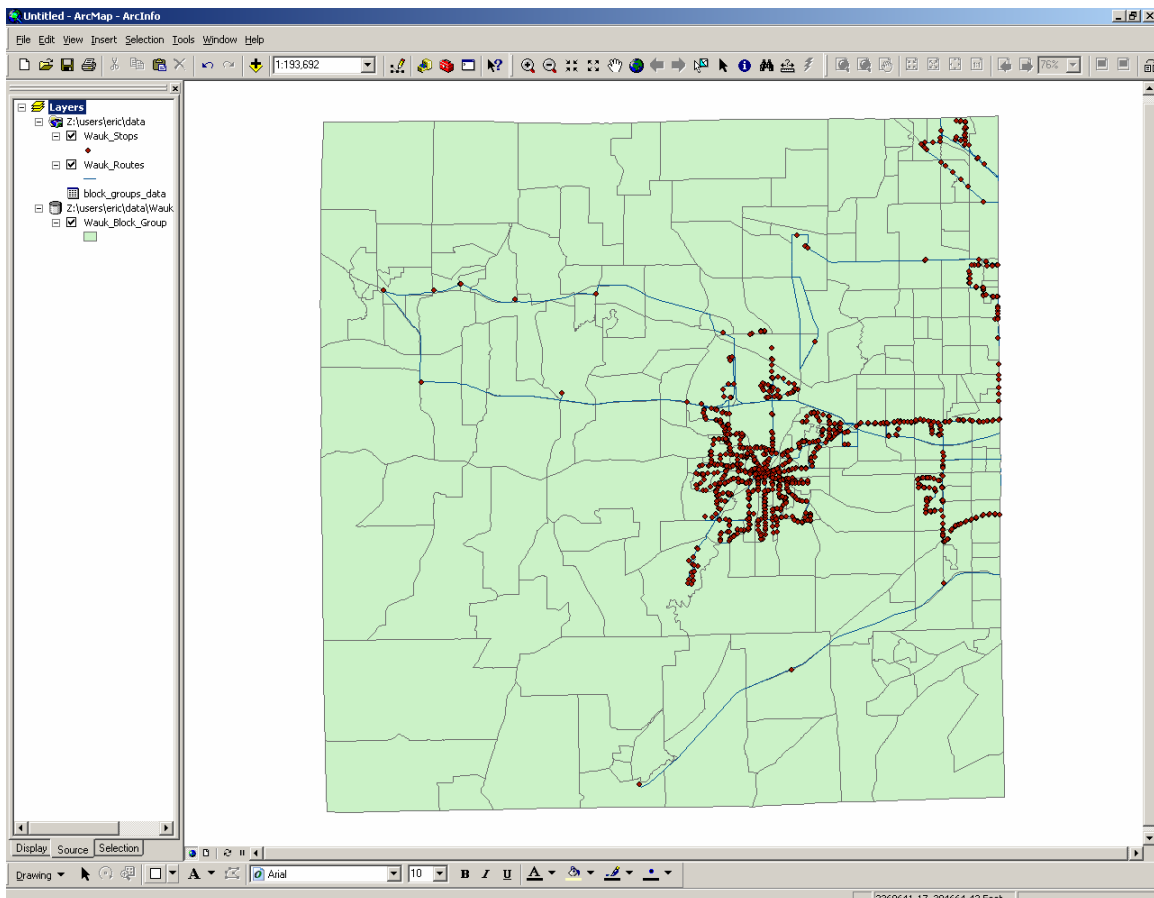 Untitled - ArcMap - ArcInfo
File Edit View Insert Selection Tools Window Help
1:193,692
76%
Layers
Z:\users\eric\data
Wauk_Stops
Wauk_Routes
block_groups_data
Z:\users\eric\data\Wauk
Wauk_Block_Group
Display Source Selection
Drawing A Arial 10 B I U A